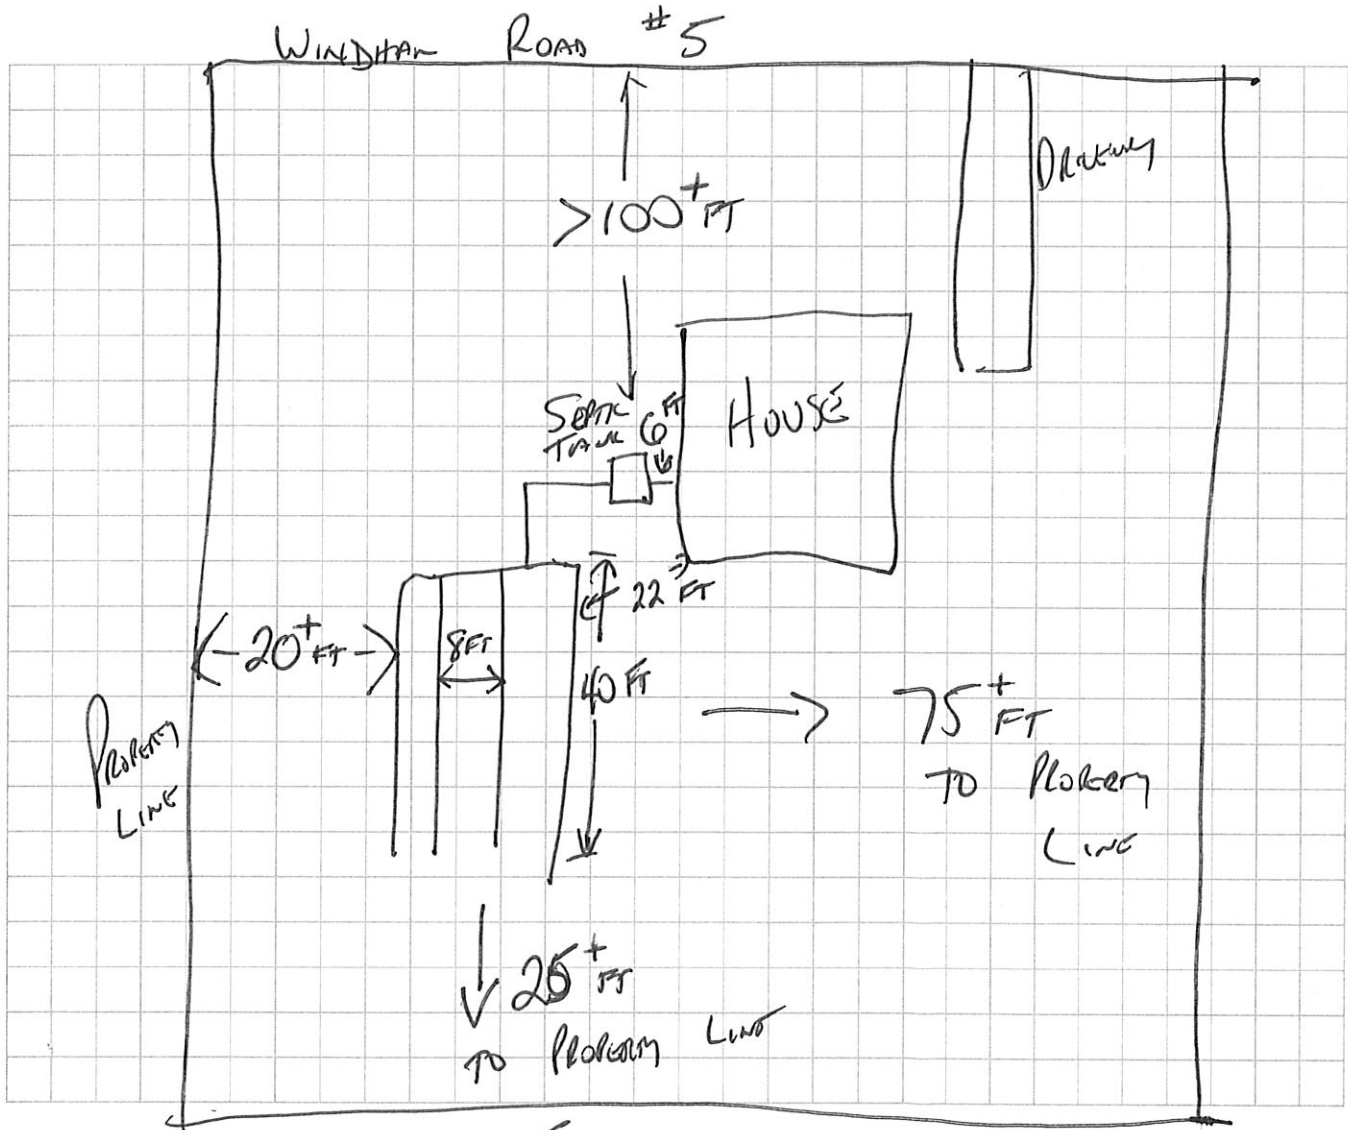 WINDHAM ROAD #5
DRIVEWAY
>100+ FT
SEPTIC
TANK
6 FT
HOUSE
22 FT
20+ FT
8 FT
40 FT
75+ FT
TO PROPERTY
LINE
PROPERTY
LINE
25+ FT
TO PROPERTY LINE